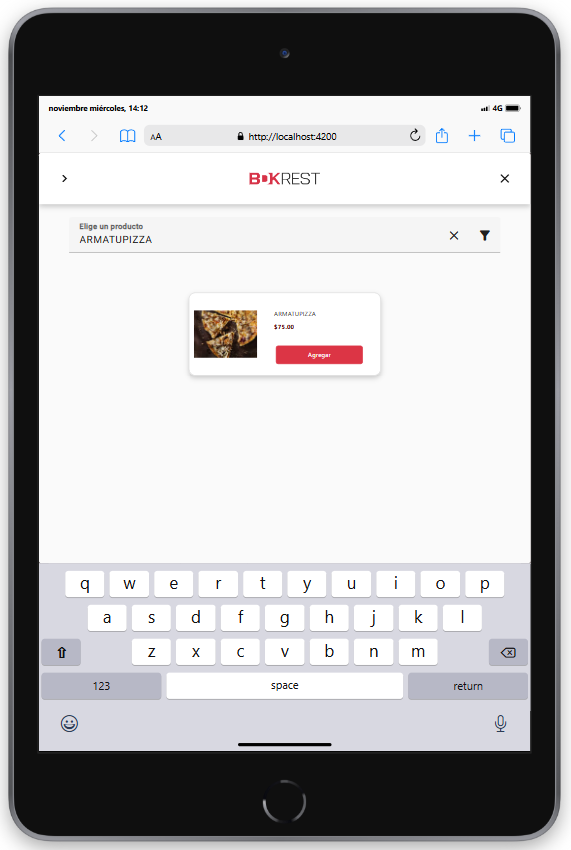 noviembre miércoles, 14:12
4G
AA
http://localhost:4200
B KREST
Elige un producto
ARMATUPIZZA
ARMATUPIZZA
$75.00
Agregar
q w e r t y u i o p
a s d f g h j k l
z x c v b n m
123 space return